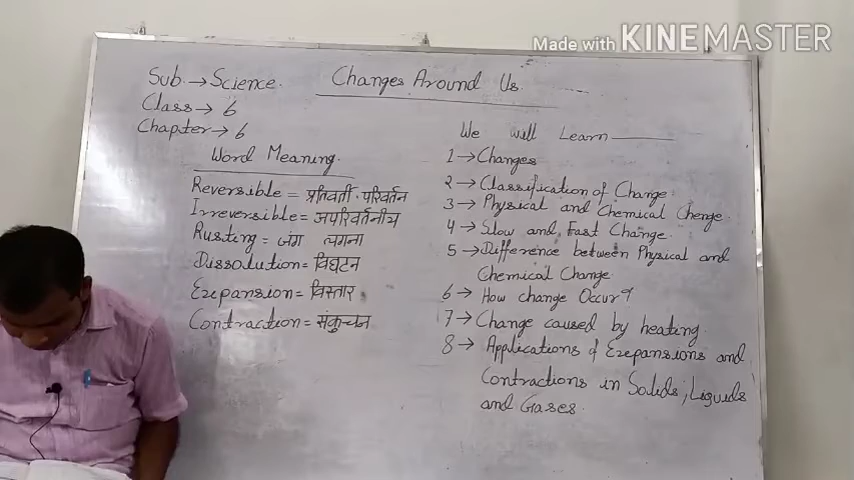 Made with KINEMASTER
Sub. → Science.
Class → 6
Chapter → 6
Changes Around Us.
Word Meaning.
Reversible = प्रतिवर्ती परिवर्तन
Irreversible = अपरिवर्तनीय
Rusting = जंग लगना
Dissolution = विघटन
Expansion = विस्तार
Contraction = संकुचन
We will Learn
1 → Changes
2 → Classification of Change.
3 → Physical and Chemical Chenge
4 → Slow and Fast Change.
5 → Difference between Physical and
Chemical Change.
6 → How change Occur?
7 → Change caused by heating.
8 → Applications of Expansions and
Contractions in Solids, Liquids
and Gases.